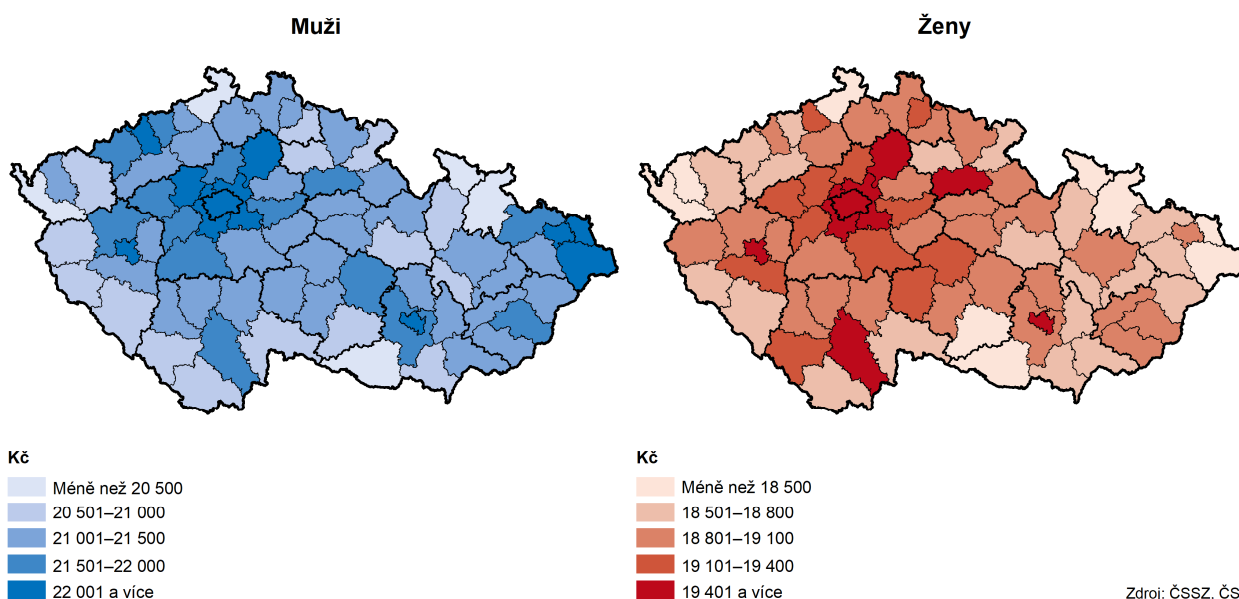 Muži
Ženy
Kč
Méně než 20 500
20 501–21 000
21 001–21 500
21 501–22 000
22 001 a více
Kč
Méně než 18 500
18 501–18 800
18 801–19 100
19 101–19 400
19 401 a více
Zdroj: ČSSZ, ČS